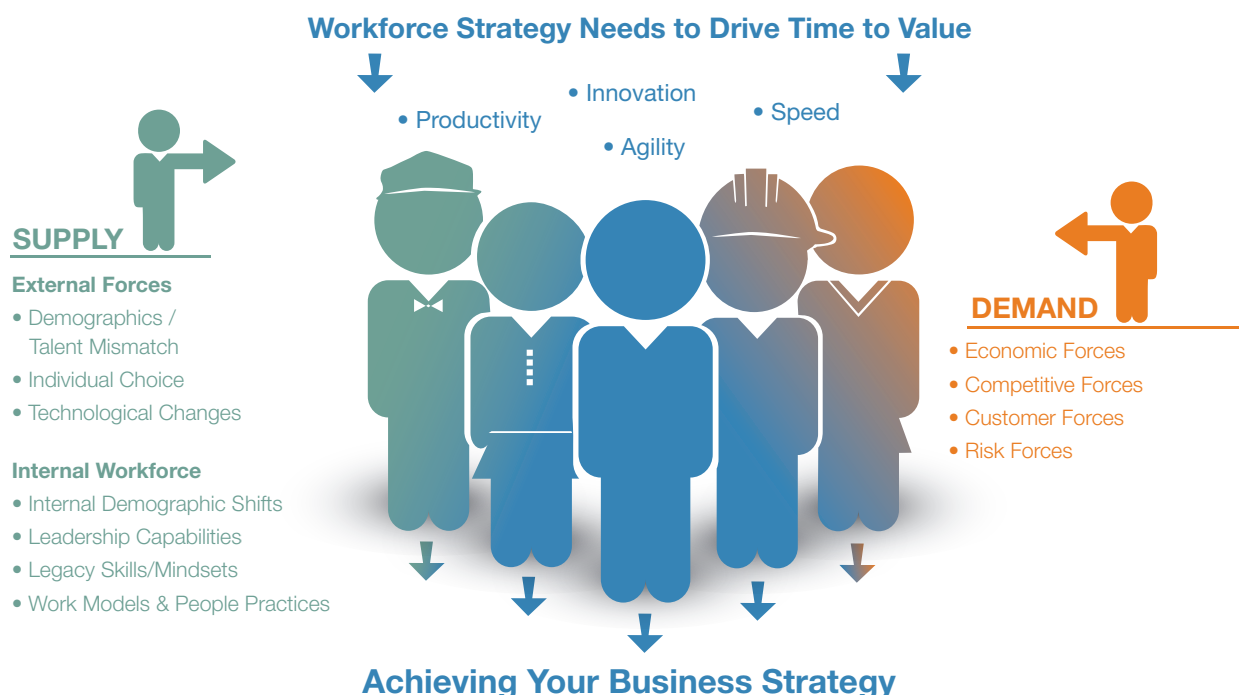 Workforce Strategy Needs to Drive Time to Value
• Innovation
• Productivity
• Speed
• Agility
SUPPLY
External Forces
• Demographics /
Talent Mismatch
• Individual Choice
• Technological Changes
Internal Workforce
• Internal Demographic Shifts
• Leadership Capabilities
• Legacy Skills/Mindsets
• Work Models & People Practices
DEMAND
• Economic Forces
• Competitive Forces
• Customer Forces
• Risk Forces
Achieving Your Business Strategy